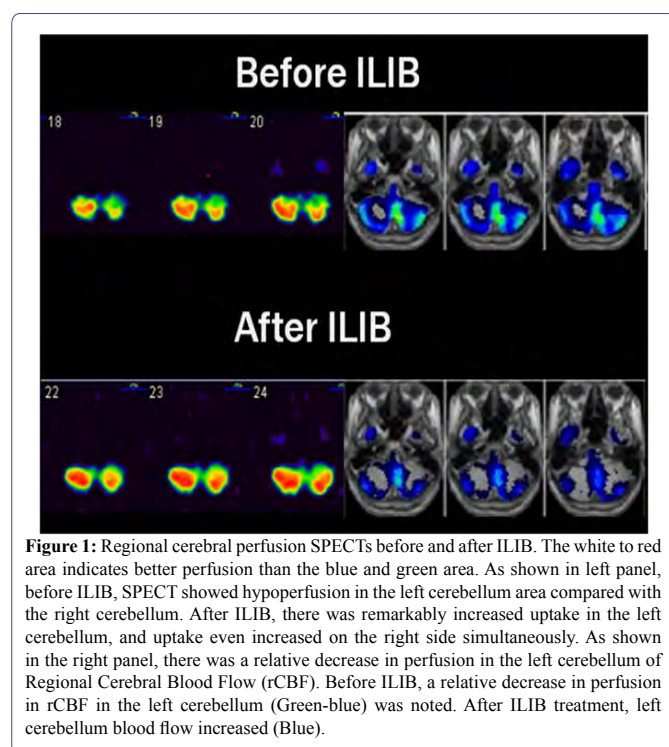 Before ILIB
18 19 20
After ILIB
22 23 24
Figure 1: Regional cerebral perfusion SPECTs before and after ILIB. The white to red
area indicates better perfusion than the blue and green area. As shown in left panel,
before ILIB, SPECT showed hypoperfusion in the left cerebellum area compared with
the right cerebellum. After ILIB, there was remarkably increased uptake in the left
cerebellum, and uptake even increased on the right side simultaneously. As shown
in the right panel, there was a relative decrease in perfusion in the left cerebellum of
Regional Cerebral Blood Flow (rCBF). Before ILIB, a relative decrease in perfusion
in rCBF in the left cerebellum (Green-blue) was noted. After ILIB treatment, left
cerebellum blood flow increased (Blue).